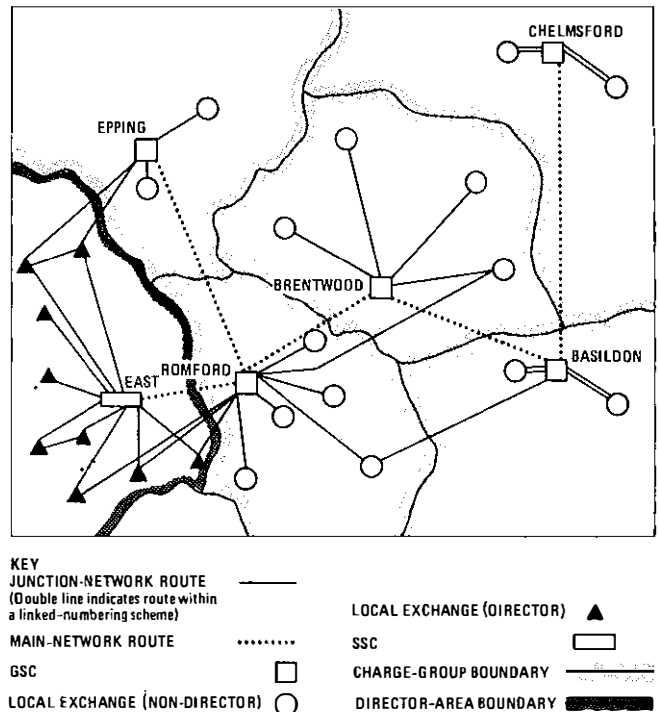 CHELMSFORD
EPPING
BRENTWOOD
BASILDON
ROMFORD
EAST
KEY
JUNCTION-NETWORK ROUTE
(Double line indicates route within
a linked-numbering scheme)
MAIN-NETWORK ROUTE
GSC
LOCAL EXCHANGE (NON-DIRECTOR)
LOCAL EXCHANGE (DIRECTOR)
SSC
CHARGE-GROUP BOUNDARY
DIRECTOR-AREA BOUNDARY